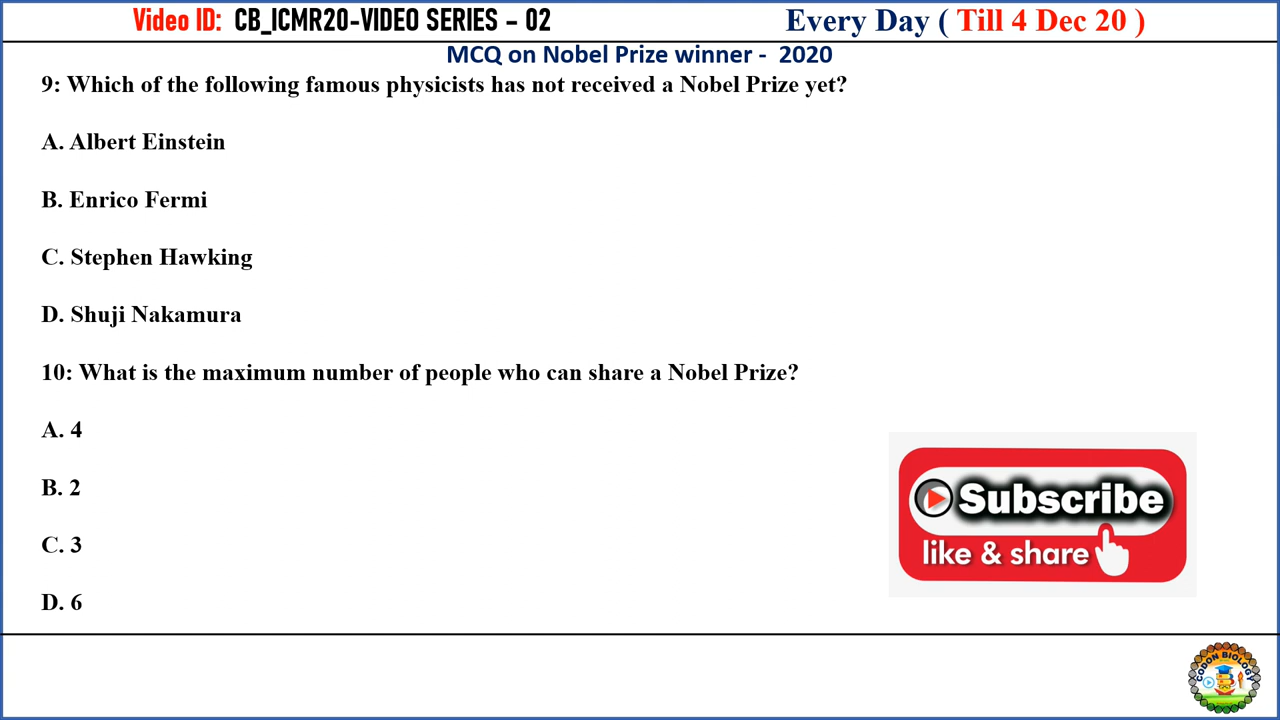 Video ID: CB_ICMR20-VIDEO SERIES – 02
Every Day ( Till 4 Dec 20 )
MCQ on Nobel Prize winner - 2020
9: Which of the following famous physicists has not received a Nobel Prize yet?
A. Albert Einstein
B. Enrico Fermi
C. Stephen Hawking
D. Shuji Nakamura
10: What is the maximum number of people who can share a Nobel Prize?
A. 4
B. 2
C. 3
D. 6
Subscribe
like & share
CODON BIOLOGY